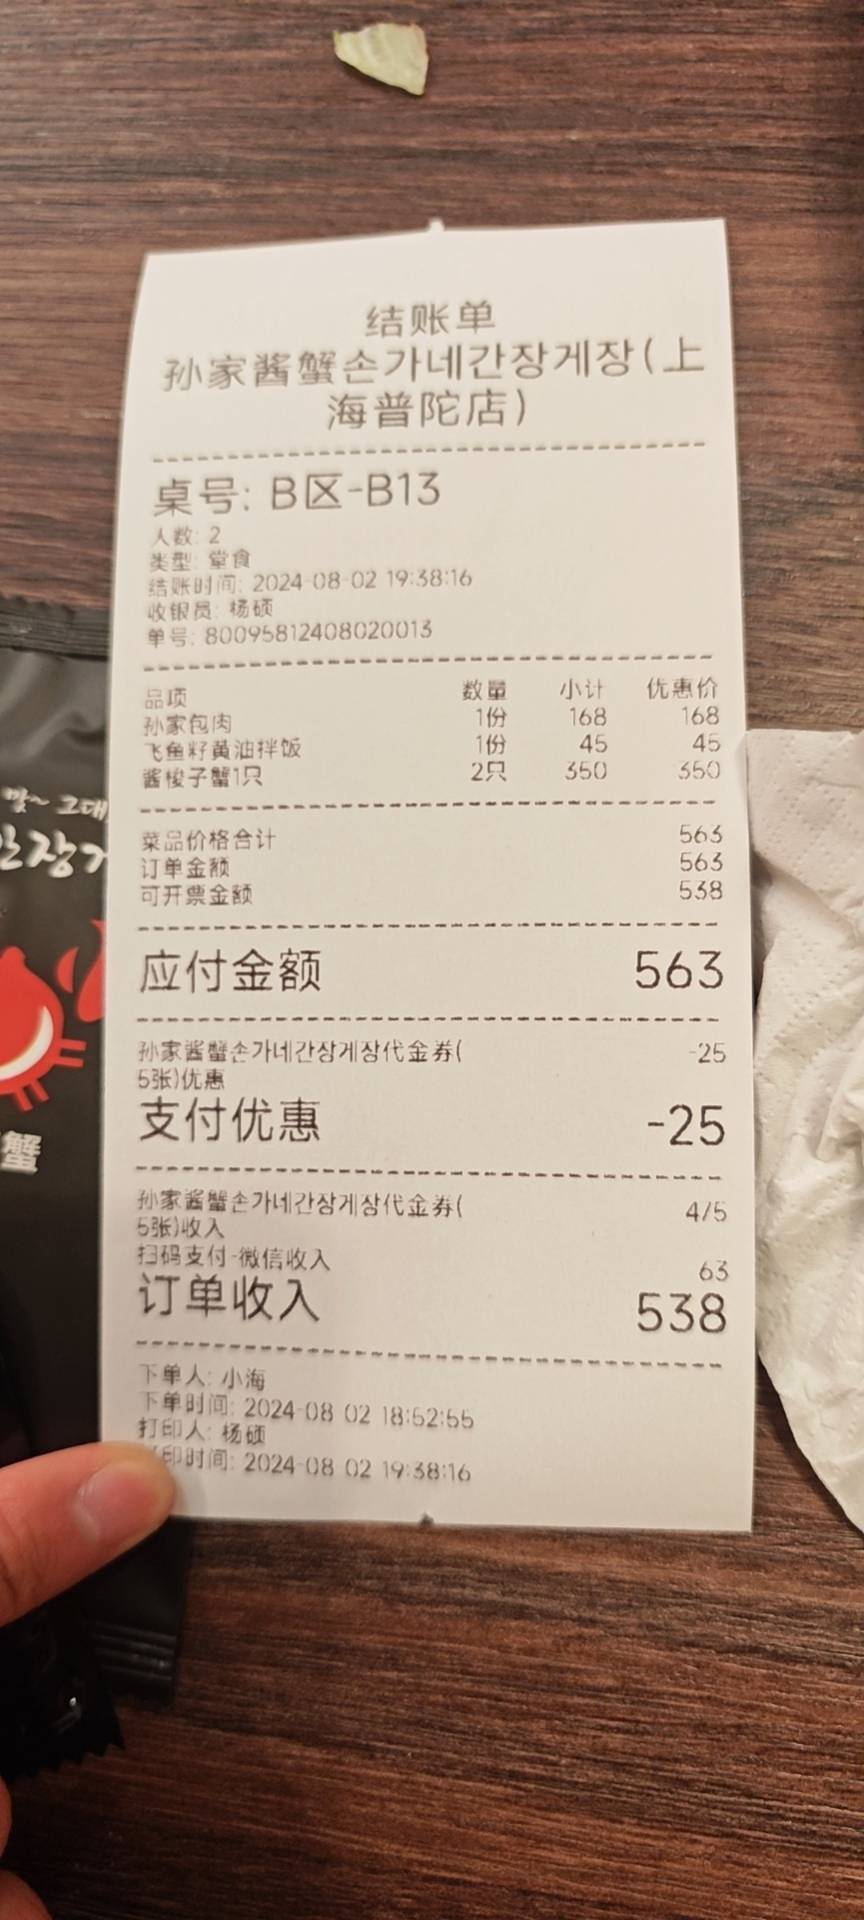 结账单
孙家酱蟹손가네간장게장(上
海普陀店)
桌号: B区-B13
人数: 2
类型: 堂食
结账时间: 2024-08-02 19:38:16
收银员: 杨硕
单号: 80095812408020013
品项 数量 小计 优惠价
孙家包肉 1份 168 168
飞鱼籽黄油拌饭 1份 45 45
酱梭子蟹1只 2只 350 350
菜品价格合计 563
订单金额 563
可开票金额 538
应付金额 563
孙家酱蟹손가네간장게장代金券( -25
5张)优惠
支付优惠 -25
孙家酱蟹손가네간장게장代金券( 475
5张)收入
扫码支付-微信收入 63
订单收入 538
下单人: 小海
下单时间: 2024-08-02 18:52:55
打印人: 杨硕
印时间: 2024-08-02 19:38:16
그대
蟹